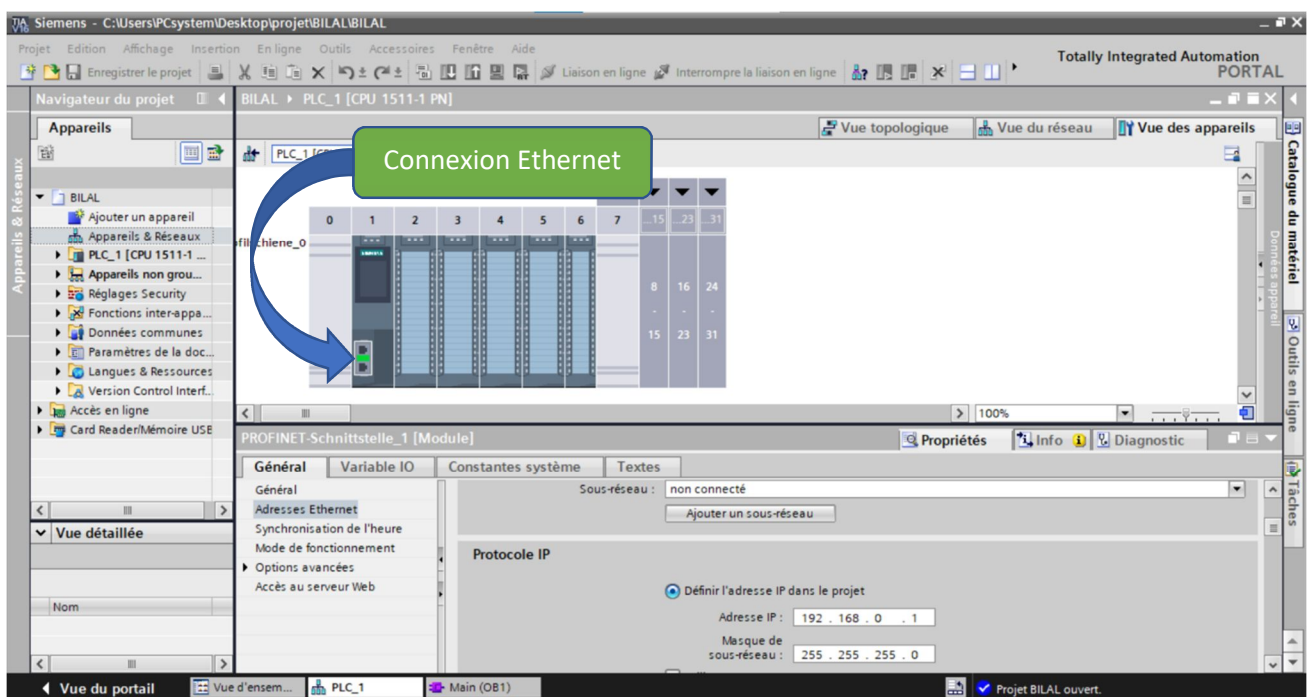 Siemens - C:\Users\PCsystem\Desktop\projet\BILAL\BILAL
Projet Edition Affichage Insertion En ligne Outils Accessoires Fenêtre Aide
Totally Integrated Automation
PORTAL
Enregistrer le projet
Liaison en ligne
Interrompre la liaison en ligne
Navigateur du projet
BILAL ▸ PLC_1 [CPU 1511-1 PN]
Appareils
Vue topologique
Vue du réseau
Vue des appareils
Connexion Ethernet
BILAL
Ajouter un appareil
Appareils & Réseaux
PLC_1 [CPU 1511-1 ...
Appareils non grou...
Réglages Security
Fonctions inter-appa...
Données communes
Paramètres de la doc...
Langues & Ressources
Version Control Interf...
Accès en ligne
Card Reader/Mémoire USB
Appareils & Réseaux
0 1 2 3 4 5 6 7 ...15 ...23 ...31
8 16 24
- - -
15 23 31
SIEMENS
100%
Données appareil
Catalogue du matériel
Outils en ligne
Tâches
PROFINET-Schnittstelle_1 [Module]
Propriétés
Info
Diagnostic
Général
Variable IO
Constantes système
Textes
Général
Adresses Ethernet
Synchronisation de l'heure
Mode de fonctionnement
Options avancées
Accès au serveur Web
Sous-réseau : non connecté
Ajouter un sous-réseau
Protocole IP
Définir l'adresse IP dans le projet
Adresse IP : 192 . 168 . 0 . 1
Masque de
sous-réseau : 255 . 255 . 255 . 0
Vue détaillée
Nom
Vue du portail
Vue d'ensem...
PLC_1
Main (OB1)
Projet BILAL ouvert.